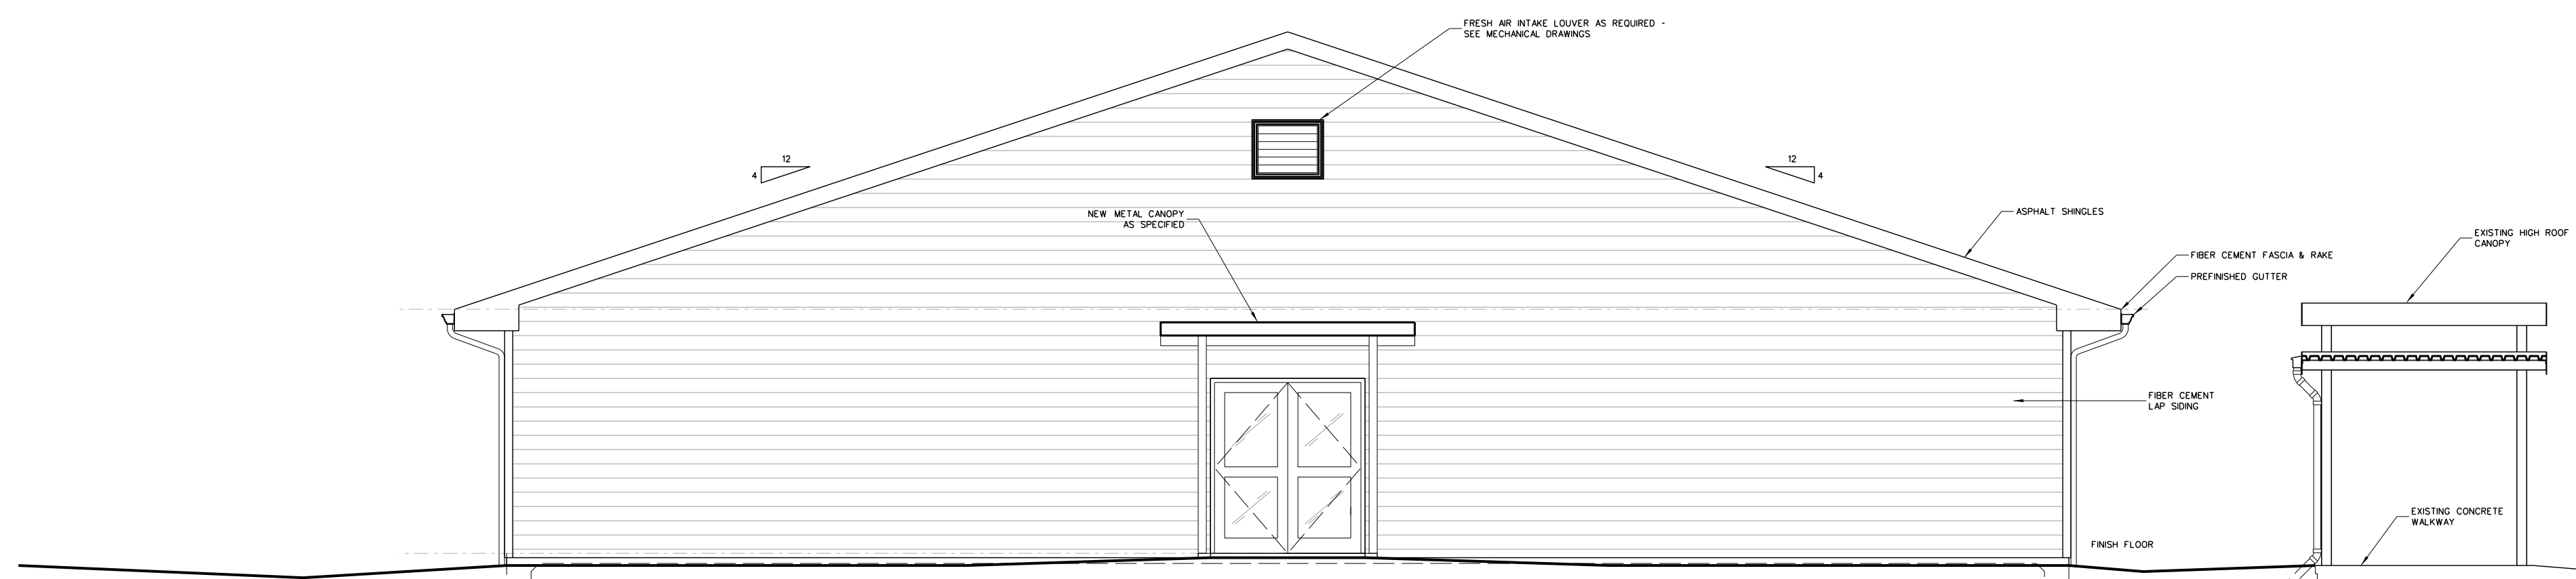 FRESH AIR INTAKE LOUVER AS REQUIRED -
SEE MECHANICAL DRAWINGS
12
4
12
4
NEW METAL CANOPY
AS SPECIFIED
ASPHALT SHINGLES
EXISTING HIGH ROOF
CANOPY
FIBER CEMENT FASCIA & RAKE
PREFINISHED GUTTER
FIBER CEMENT
LAP SIDING
EXISTING CONCRETE
WALKWAY
FINISH FLOOR